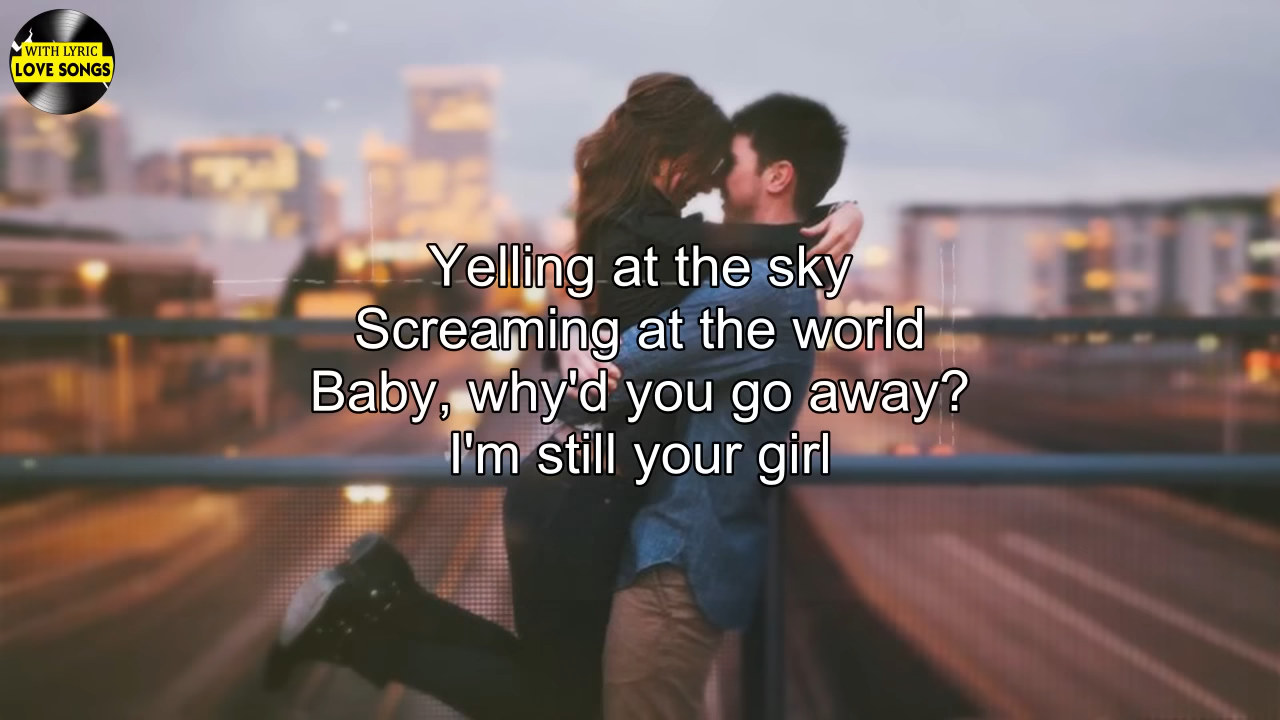 WITH LYRIC
LOVE SONGS
Yelling at the sky
Screaming at the world
Baby, why'd you go away?
I'm still your girl